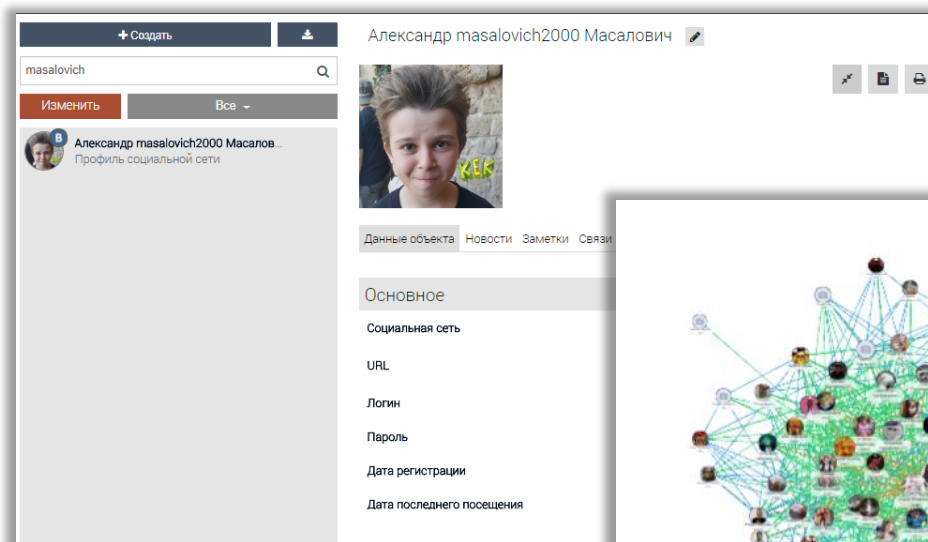 + Создать
masalovich
Изменить
Все
Александр masalovich2000 Масалов...
Профиль социальной сети
B
Александр masalovich2000 Масалович
КЕК
Данные объекта Новости Заметки Связи
Основное
Социальная сеть
URL
Логин
Пароль
Дата регистрации
Дата последнего посещения